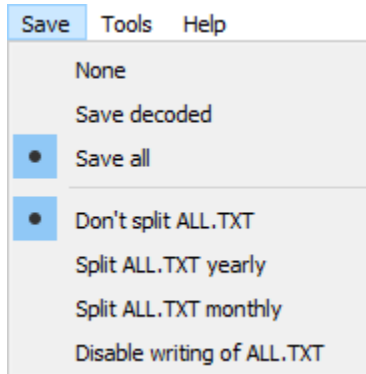 Save Tools Help
None
Save decoded
Save all
Don't split ALL.TXT
Split ALL.TXT yearly
Split ALL.TXT monthly
Disable writing of ALL.TXT